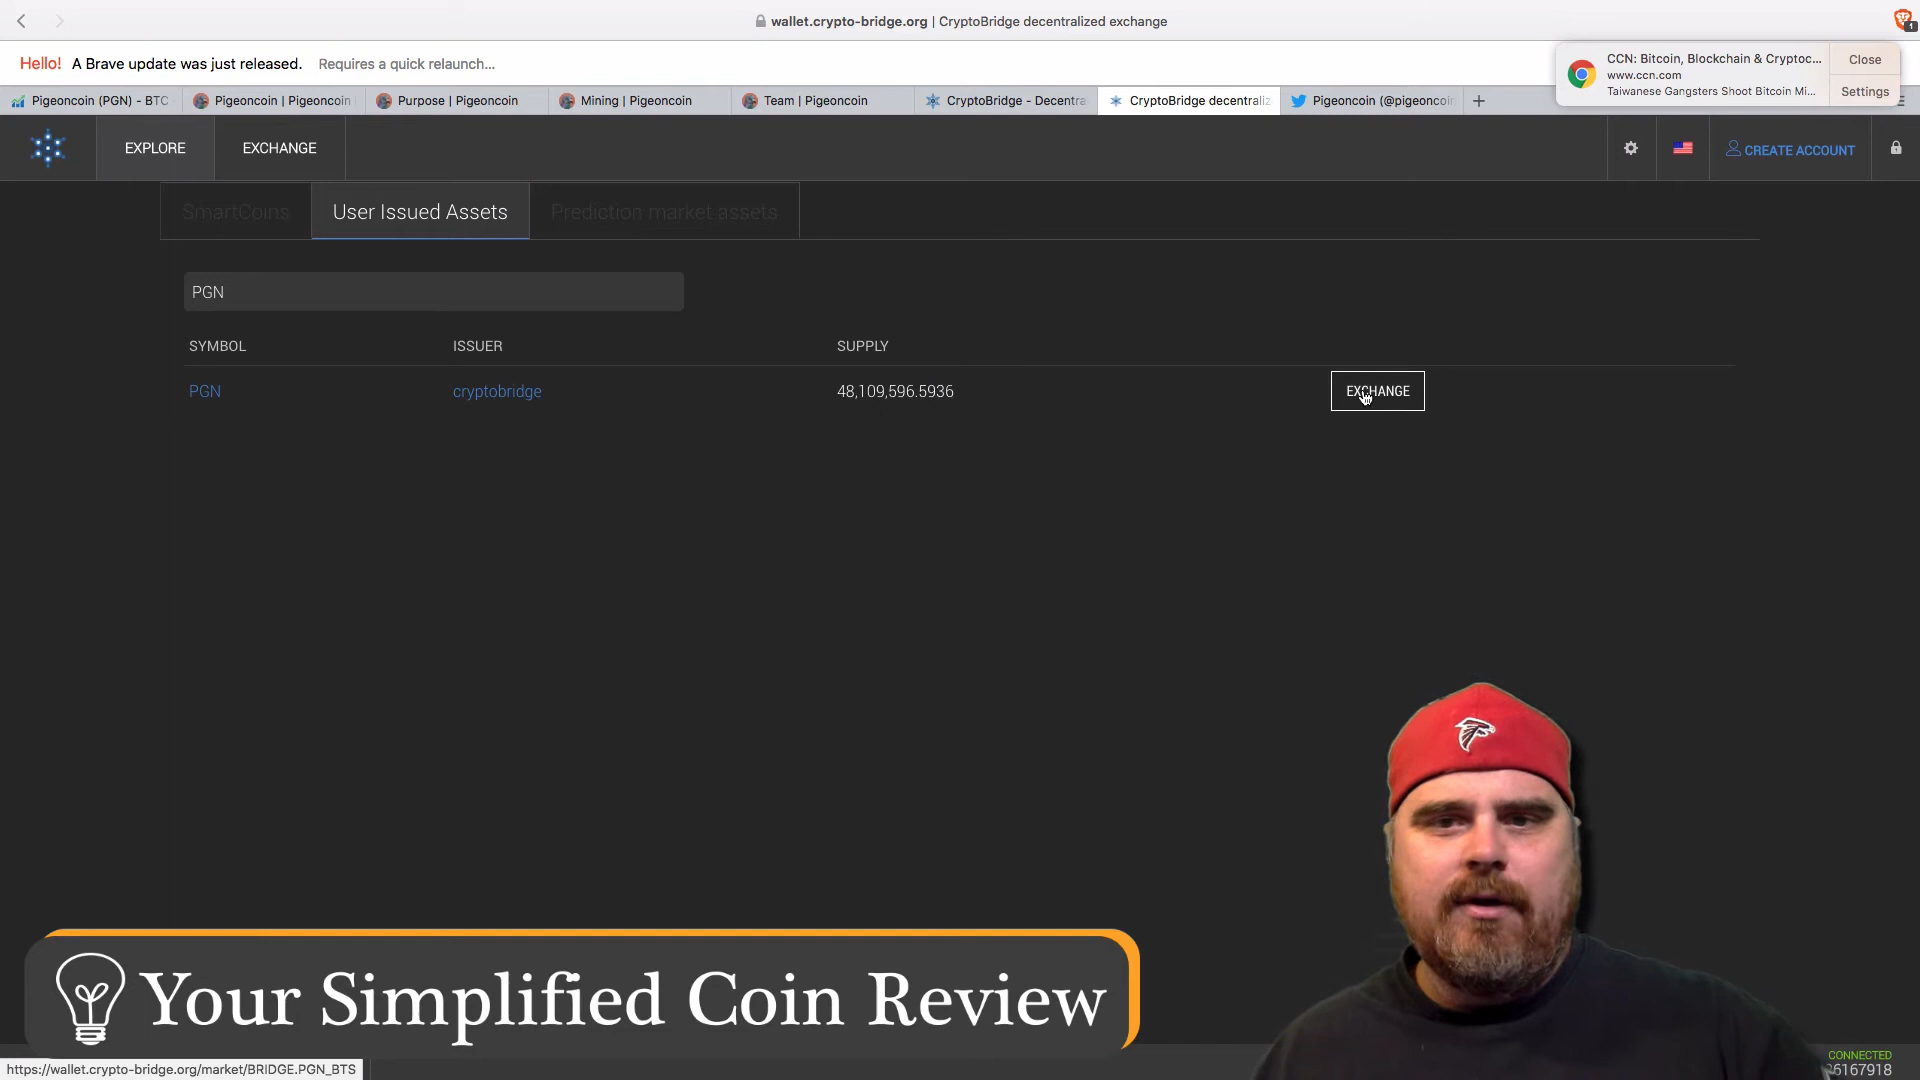 wallet.crypto-bridge.org | CryptoBridge decentralized exchange
1
Hello! A Brave update was just released. Requires a quick relaunch...
CCN: Bitcoin, Blockchain & Cryptoc...
www.ccn.com
Taiwanese Gangsters Shoot Bitcoin Mi...
Close
Settings
Pigeoncoin (PGN) - BTC
Pigeoncoin | Pigeoncoin
Purpose | Pigeoncoin
Mining | Pigeoncoin
Team | Pigeoncoin
CryptoBridge - Decentra
CryptoBridge decentraliz
Pigeoncoin (@pigeoncoi
EXPLORE
EXCHANGE
CREATE ACCOUNT
SmartCoins
User Issued Assets
Prediction market assets
PGN
SYMBOL ISSUER SUPPLY
PGN cryptobridge 48,109,596.5936 EXCHANGE
Your Simplified Coin Review
https://wallet.crypto-bridge.org/market/BRIDGE.PGN_BTS
CONNECTED
6167918